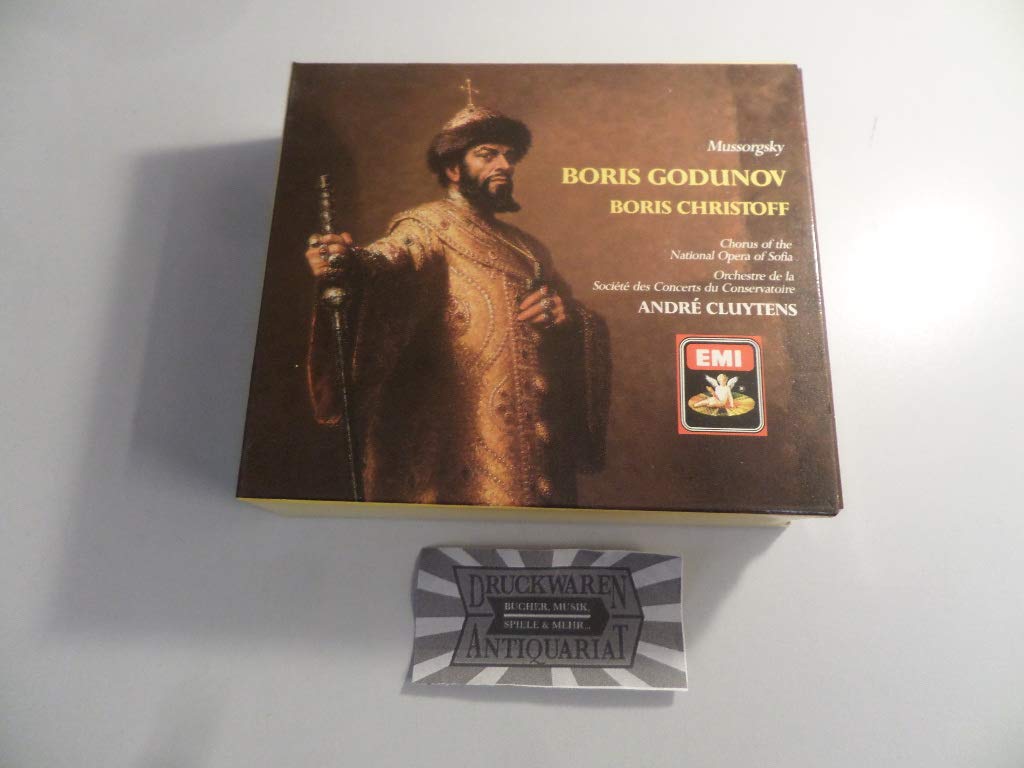 Mussorgsky
BORIS GODUNOV
BORIS CHRISTOFF
Chorus of the
National Opera of Sofia
Orchestre de la
Société des Concerts du Conservatoire
ANDRÉ CLUYTENS
EMI
DRUCKWAREN
BÜCHER, MUSIK,
SPIELE & MEHR...
ANTIQUARIAT